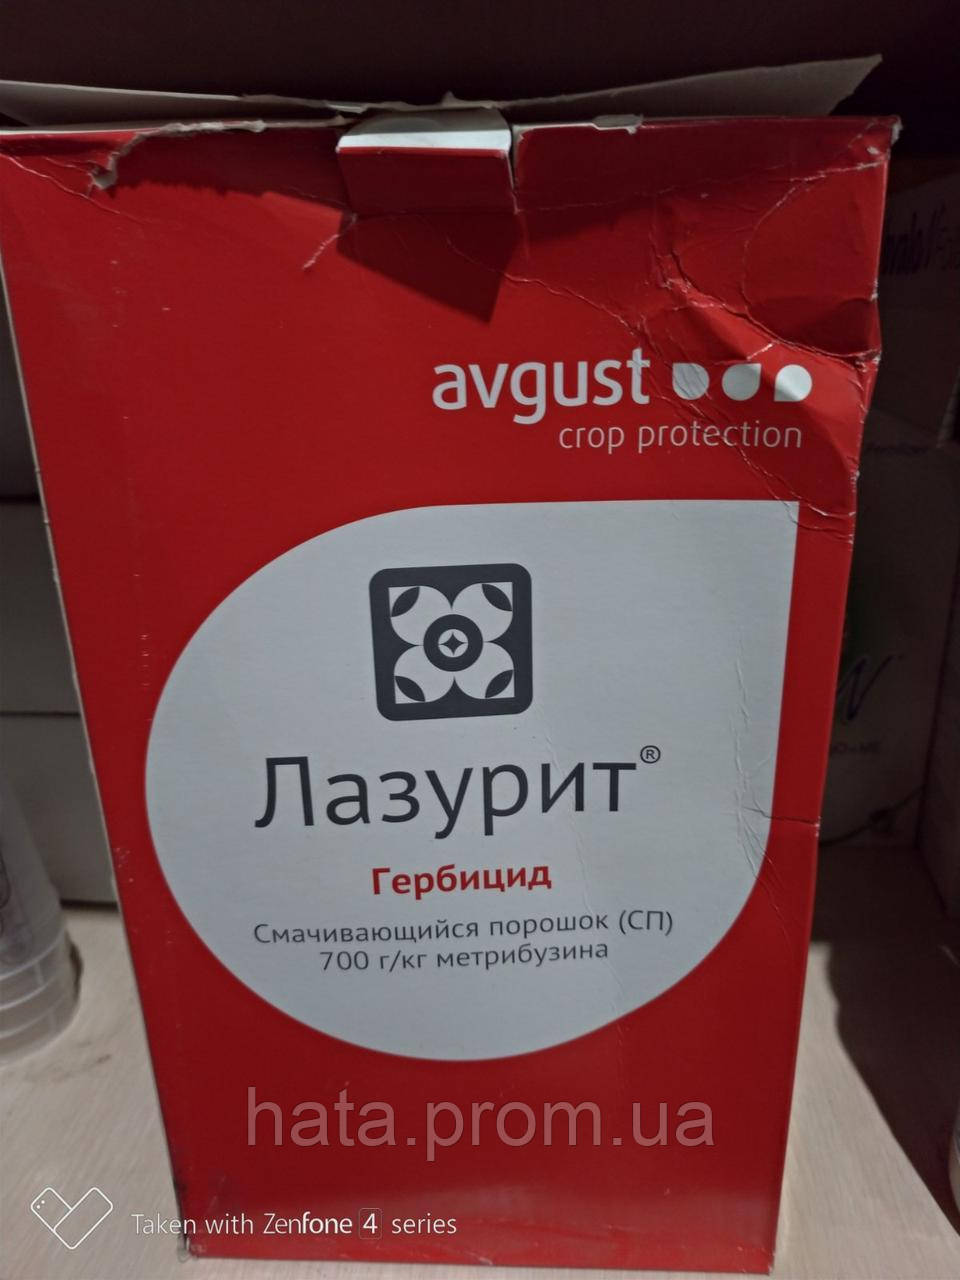 avgust
crop protection
Лазурит®
Гербицид
Смачивающийся порошок (СП)
700 г/кг метрибузина
hata.prom.ua
Taken with Zenfone 4 series